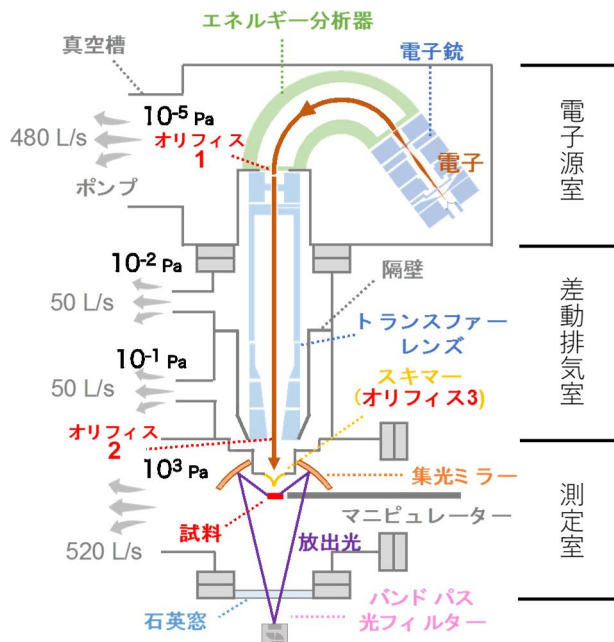 エネルギー分析器
真空槽
電子銃
10-5 Pa
480 L/s
オリフィス
1
電子
ポンプ
電子源室
10-2 Pa
50 L/s
隔壁
10-1 Pa
トランスファー
レンズ
50 L/s
スキマー
(オリフィス3)
差動排気室
オリフィス
2
103 Pa
集光ミラー
試料
マニピュレーター
520 L/s
放出光
測定室
石英窓
バンド パス
光フィルター